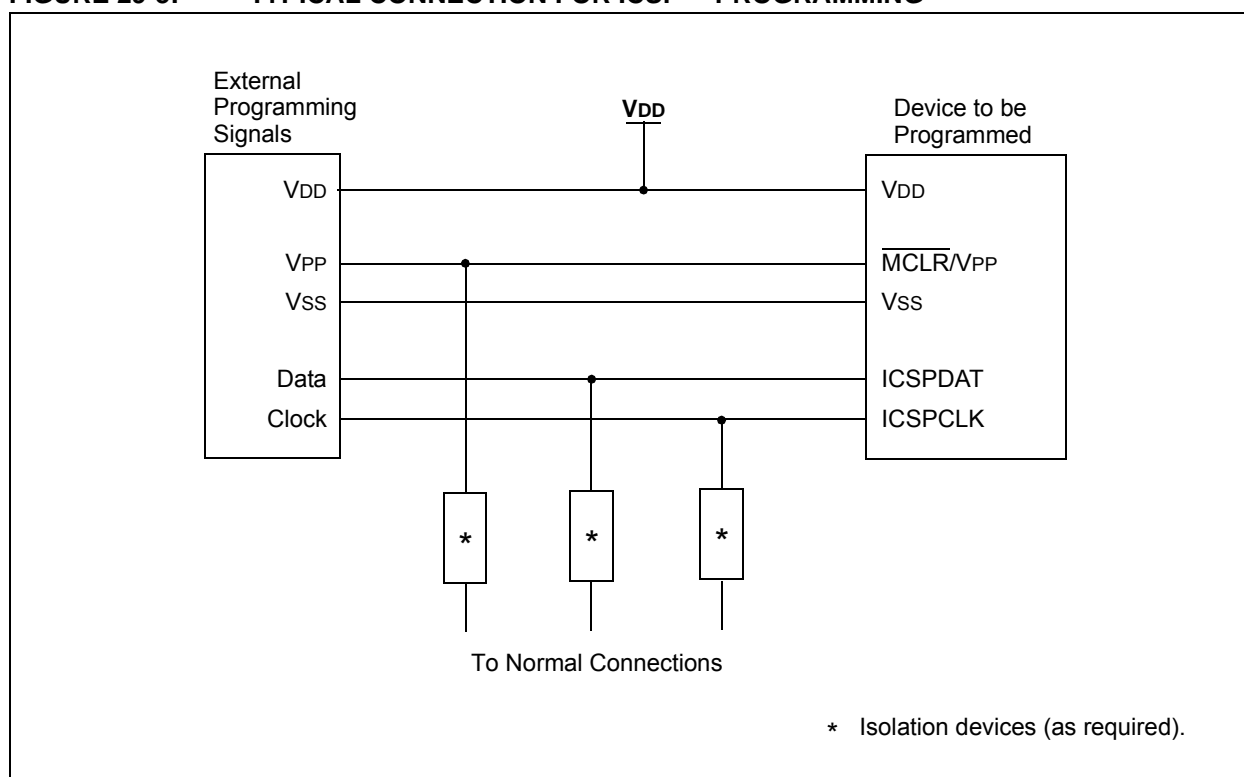 External
Programming
Signals
VDD
Device to be
Programmed
VDD
VDD
VPP
MCLR/VPP
VSS
VSS
Data
ICSPDAT
Clock
ICSPCLK
*
*
*
To Normal Connections
* Isolation devices (as required).